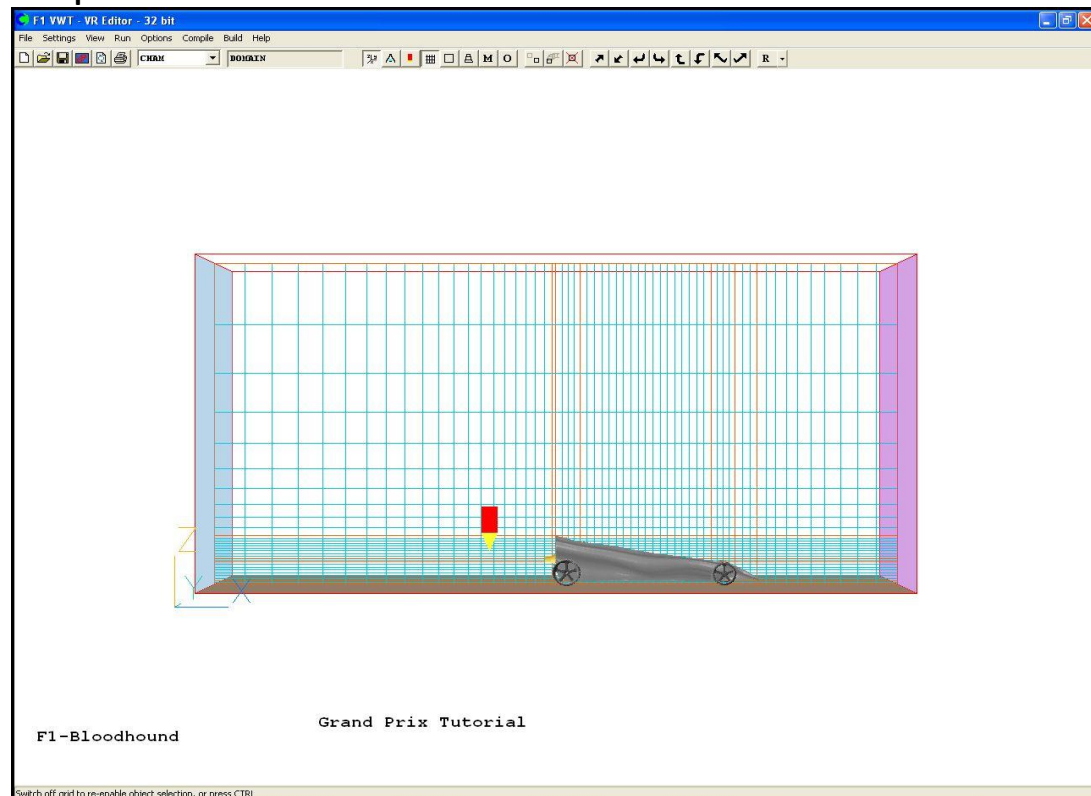 F1 VWT - VR Editor - 32 bit
File Settings View Run Options Compile Build Help
CHAM DOMAIN M O R
Z
Y X
Grand Prix Tutorial
F1-Bloodhound
Switch off grid to re-enable object selection, or press CTRL